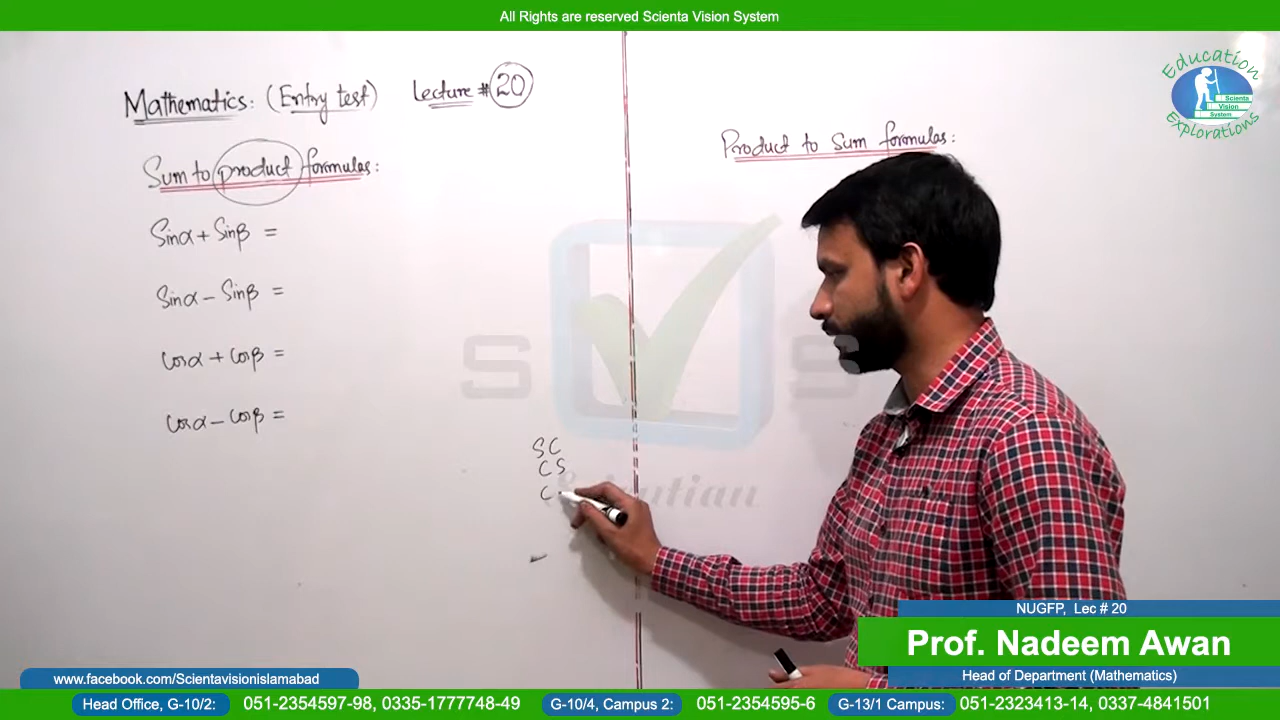 All Rights are reserved Scienta Vision System
Mathematics: (Entry test) Lecture # 20
Sum to product formulas:
Sinα + Sinβ =
Sinα - Sinβ =
Cosα + Cosβ =
Cosα - Cosβ =
SC
CS
C
Product to Sum formulas:
Education
Scienta
Vision
System
Explorations
S S
NUGFP, Lec # 20
Prof. Nadeem Awan
Head of Department (Mathematics)
www.facebook.com/Scientavisionislamabad
Head Office, G-10/2: 051-2354597-98, 0335-1777748-49 G-10/4, Campus 2: 051-2354595-6 G-13/1 Campus: 051-2323413-14, 0337-4841501